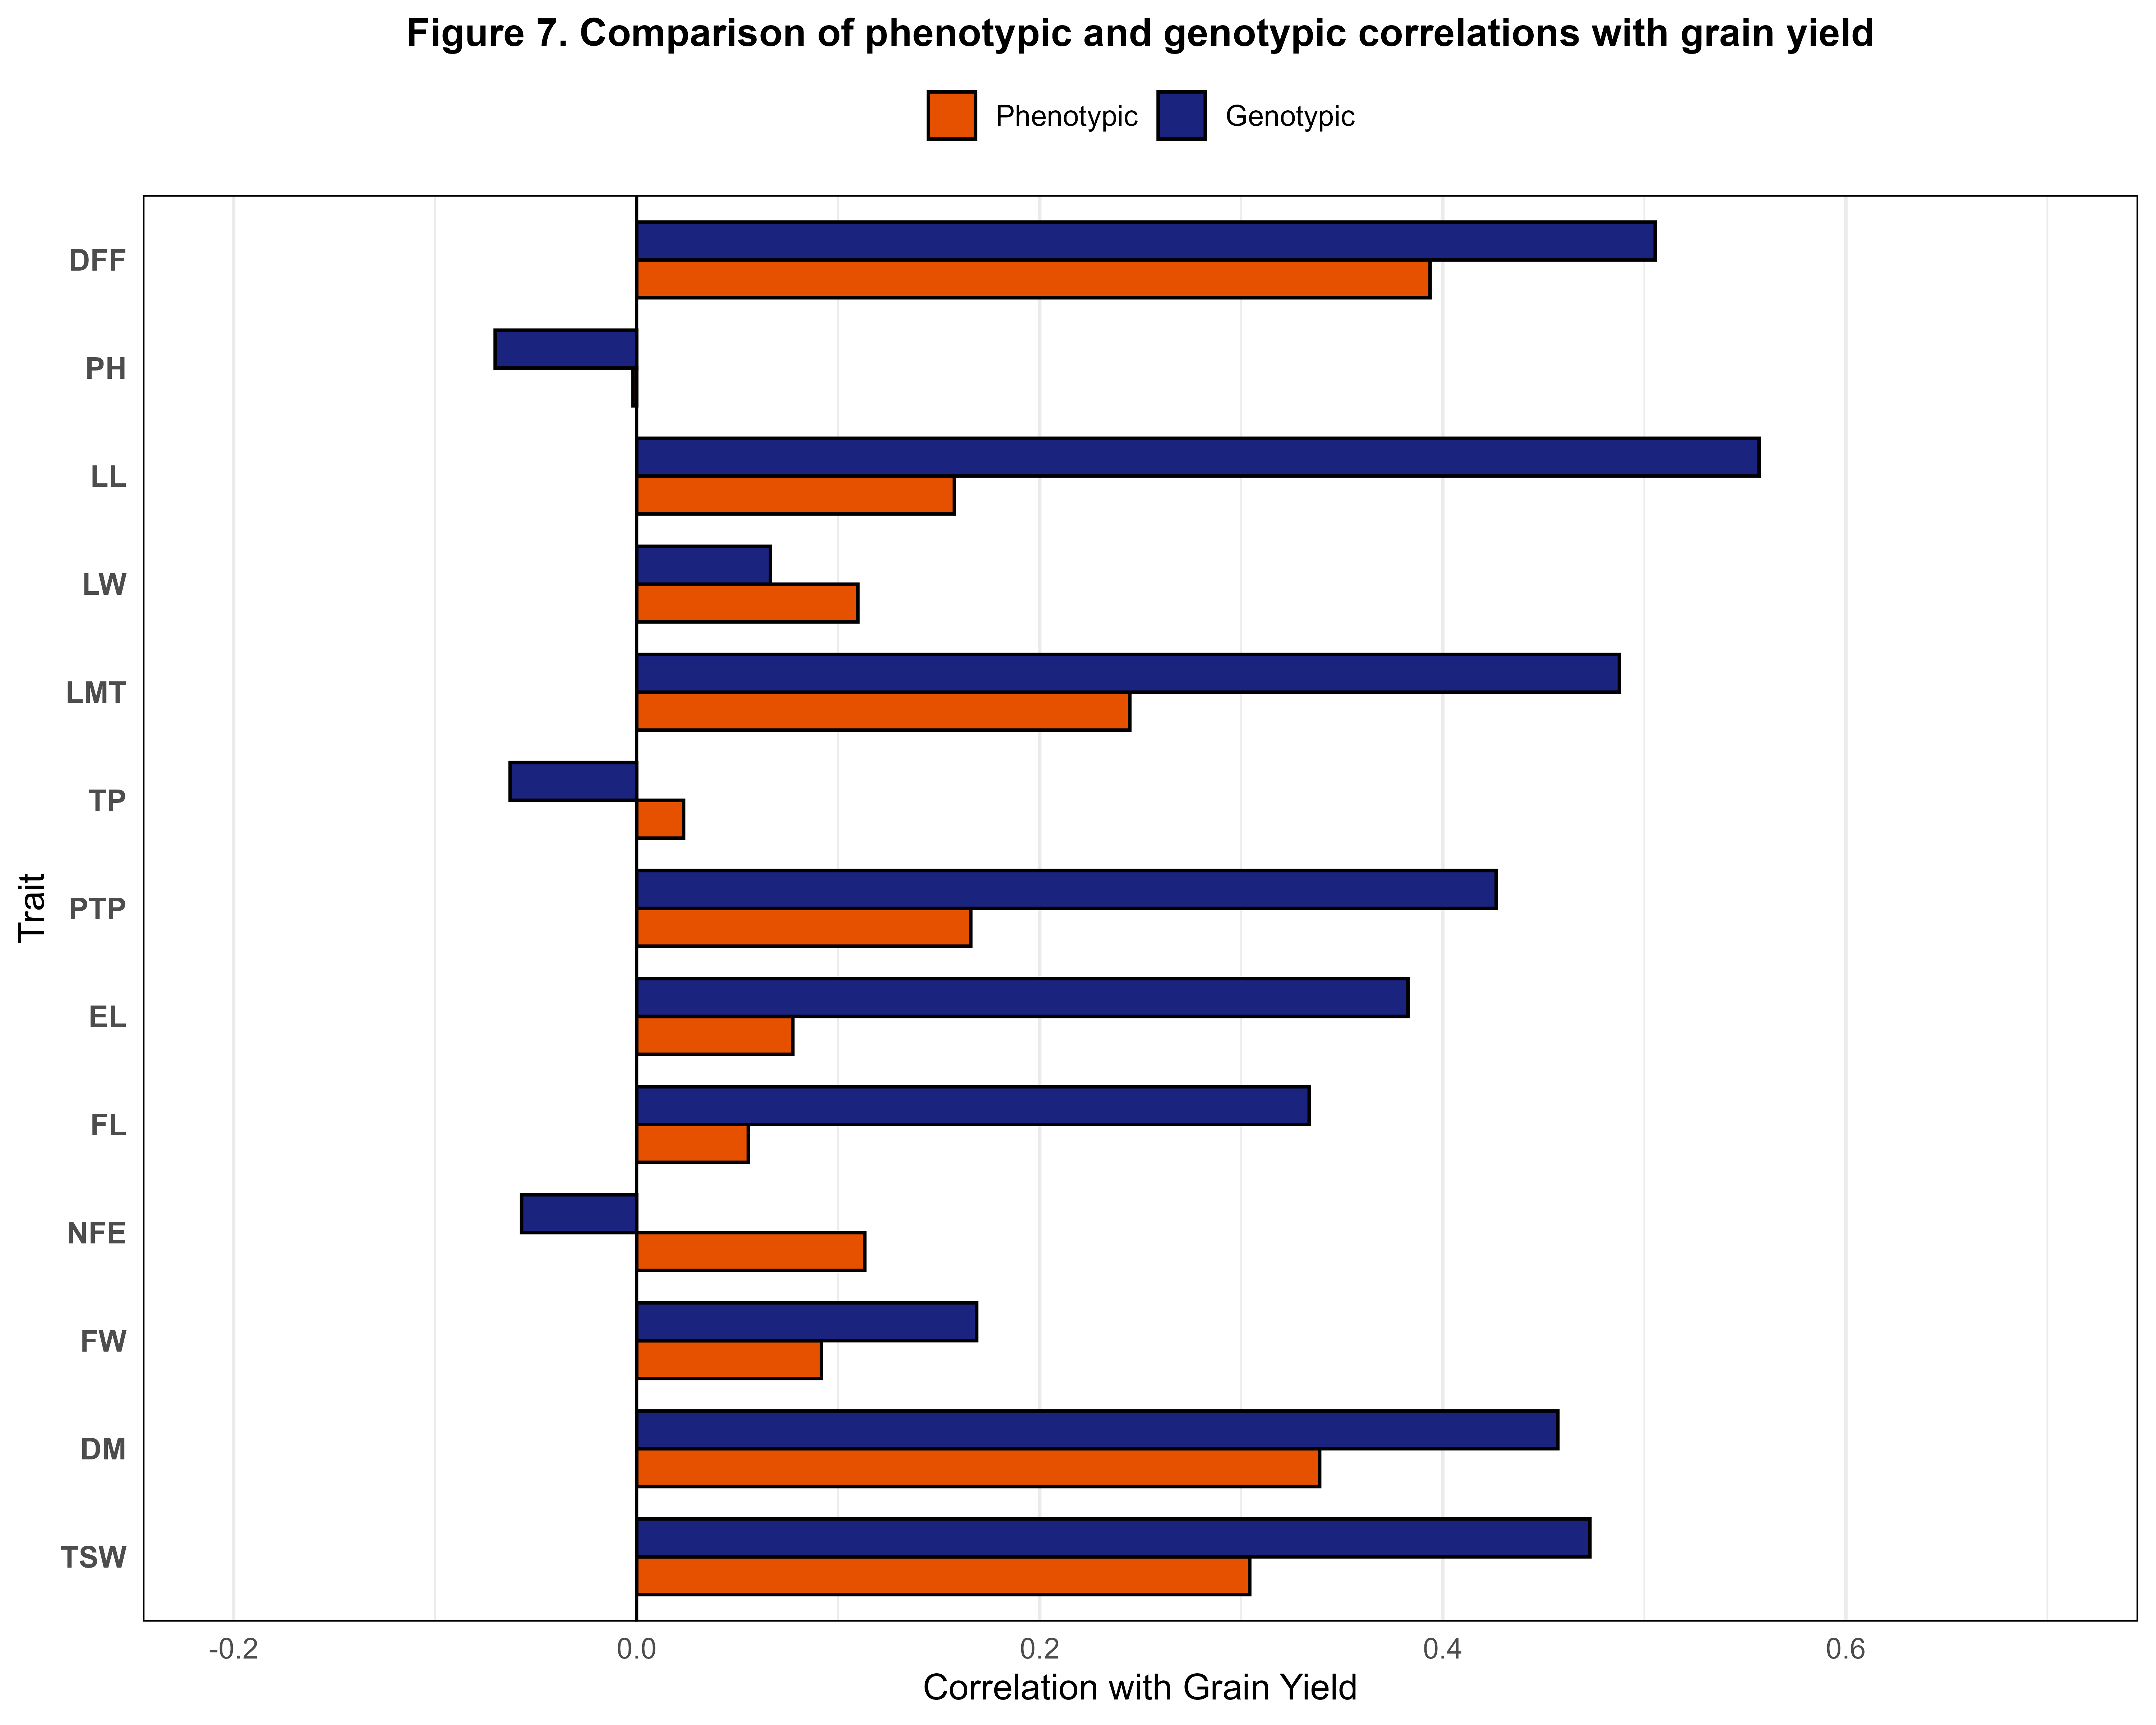 Figure 7. Comparison of phenotypic and genotypic correlations with grain yield
Phenotypic Genotypic
DFF
PH
LL
LW
LMT
TP
PTP
EL
FL
NFE
FW
DM
TSW
Trait
-0.2 0.0 0.2 0.4 0.6
Correlation with Grain Yield